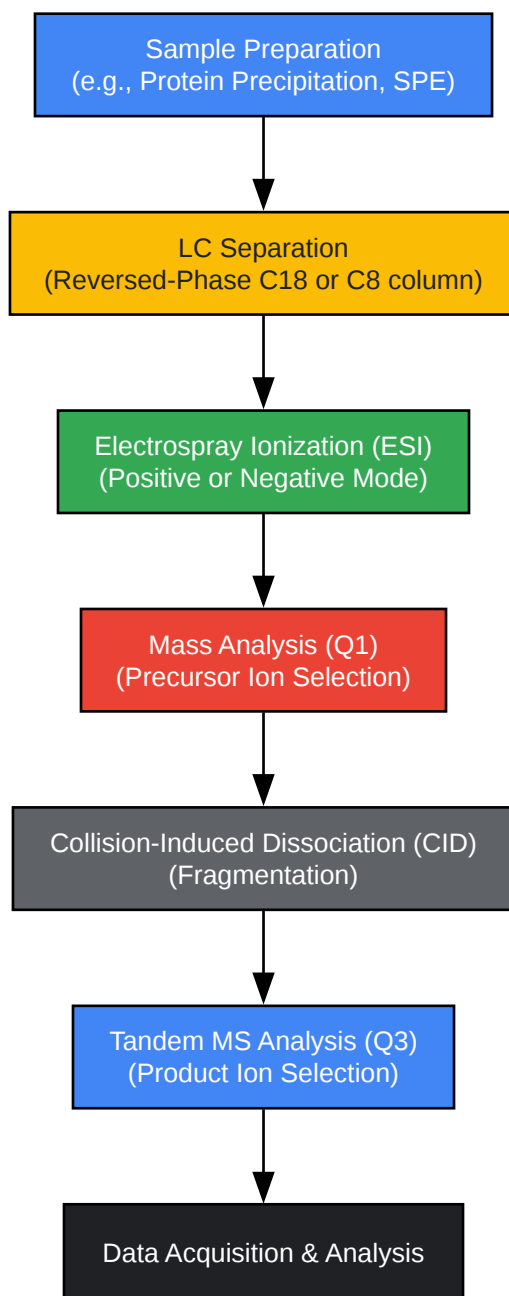 Sample Preparation
(e.g., Protein Precipitation, SPE)
LC Separation
(Reversed-Phase C18 or C8 column)
Electrospray Ionization (ESI)
(Positive or Negative Mode)
Mass Analysis (Q1)
(Precursor Ion Selection)
Collision-Induced Dissociation (CID)
(Fragmentation)
Tandem MS Analysis (Q3)
(Product Ion Selection)
Data Acquisition & Analysis